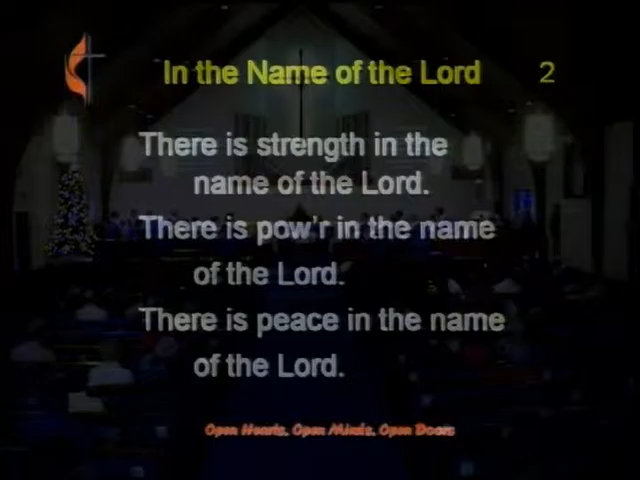 In the Name of the Lord 2
There is strength in the
name of the Lord.
There is pow'r in the name
of the Lord.
There is peace in the name
of the Lord.
Open Hearts. Open Minds. Open Doors